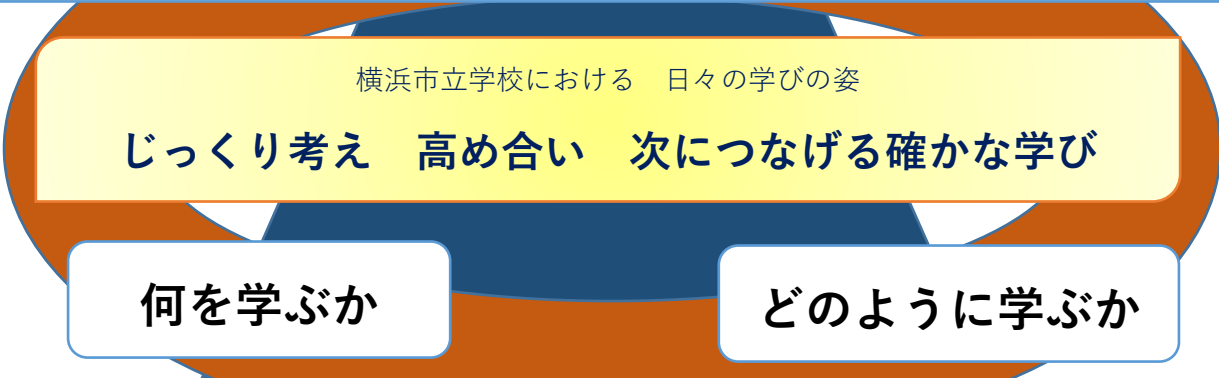 横浜市立学校における　日々の学びの姿
じっくり考え　高め合い　次につなげる確かな学び
何を学ぶか
どのように学ぶか